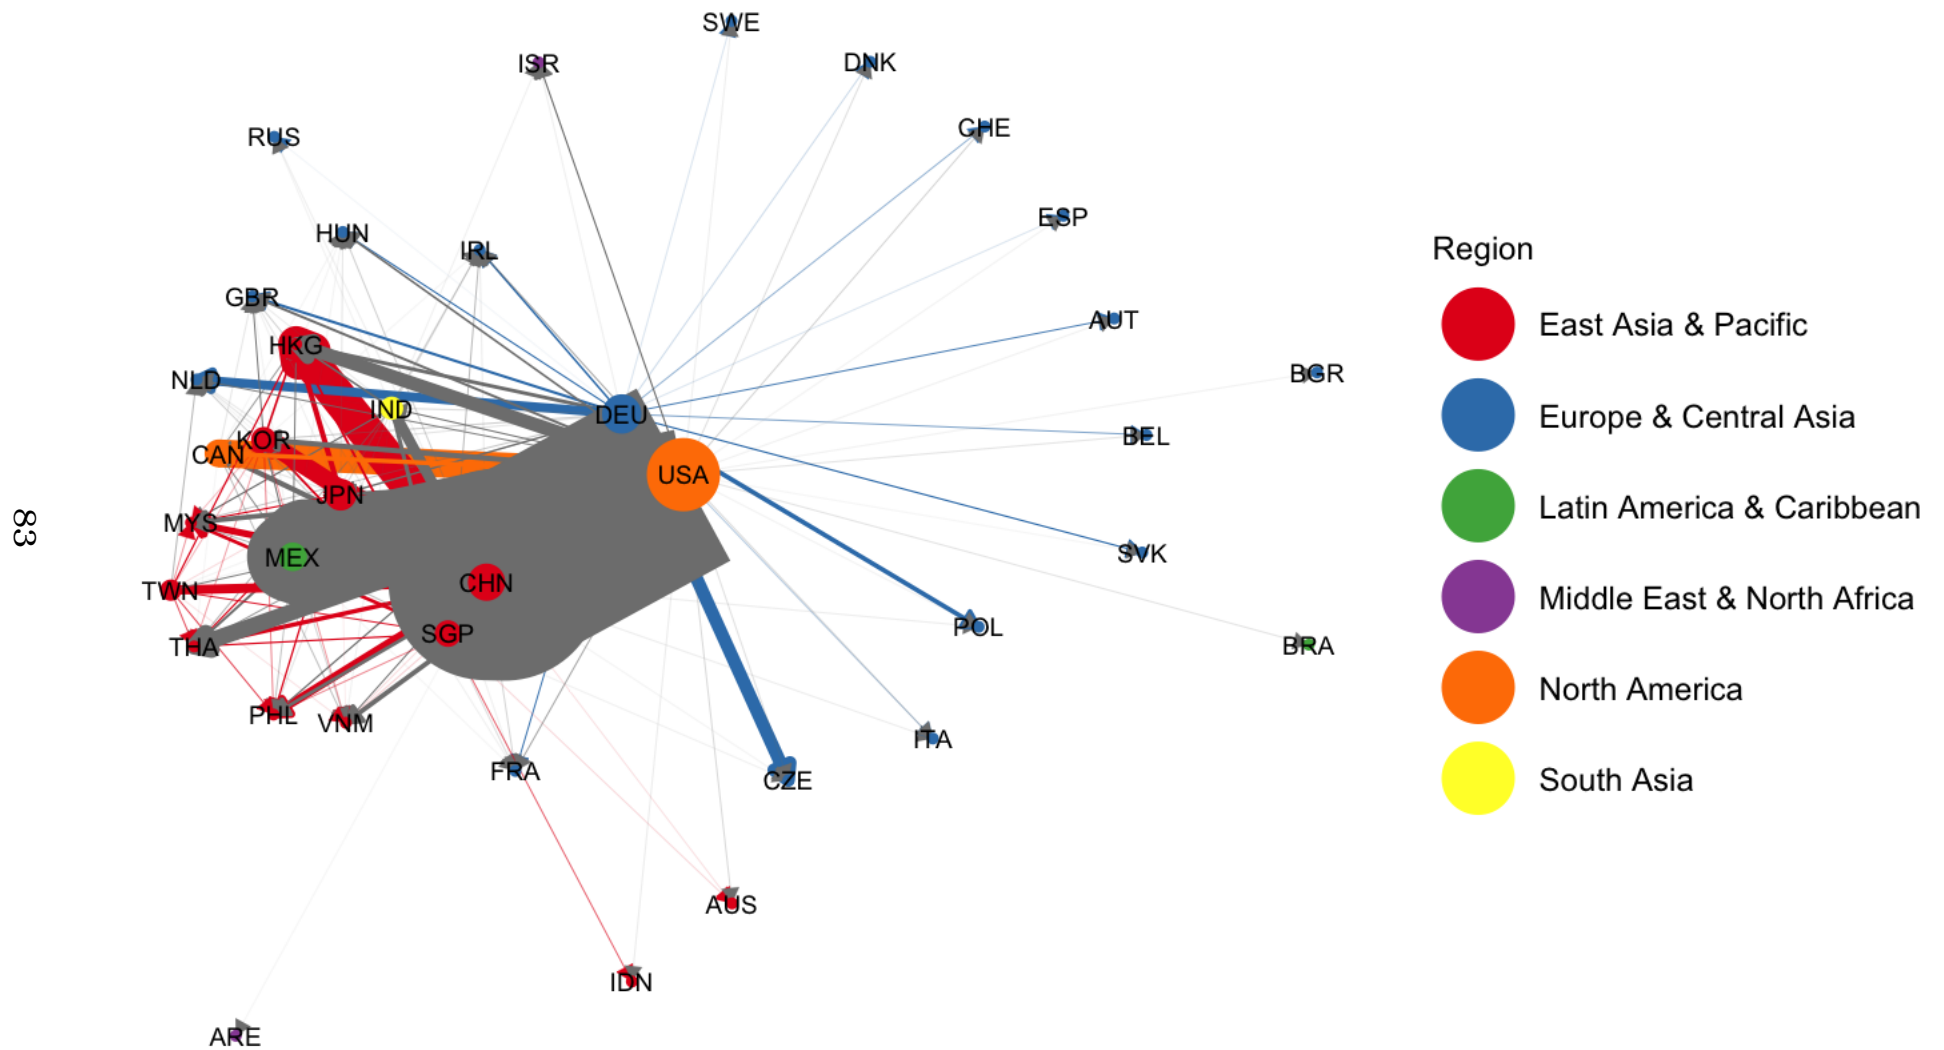 SWE
ISR
DNK
CHE
RUS
ESP
HUN
IRL
GBR
HKG
AUT
BGR
NLD
IND
DEU
KOR
CAN
BEL
USA
JPN
MYS
MEX
SVK
CHN
TWN
SGP
POL
THA
BRA
PHL
VNM
ITA
FRA
CZE
AUS
IDN
ARE
Region
East Asia & Pacific
Europe & Central Asia
Latin America & Caribbean
Middle East & North Africa
North America
South Asia
83